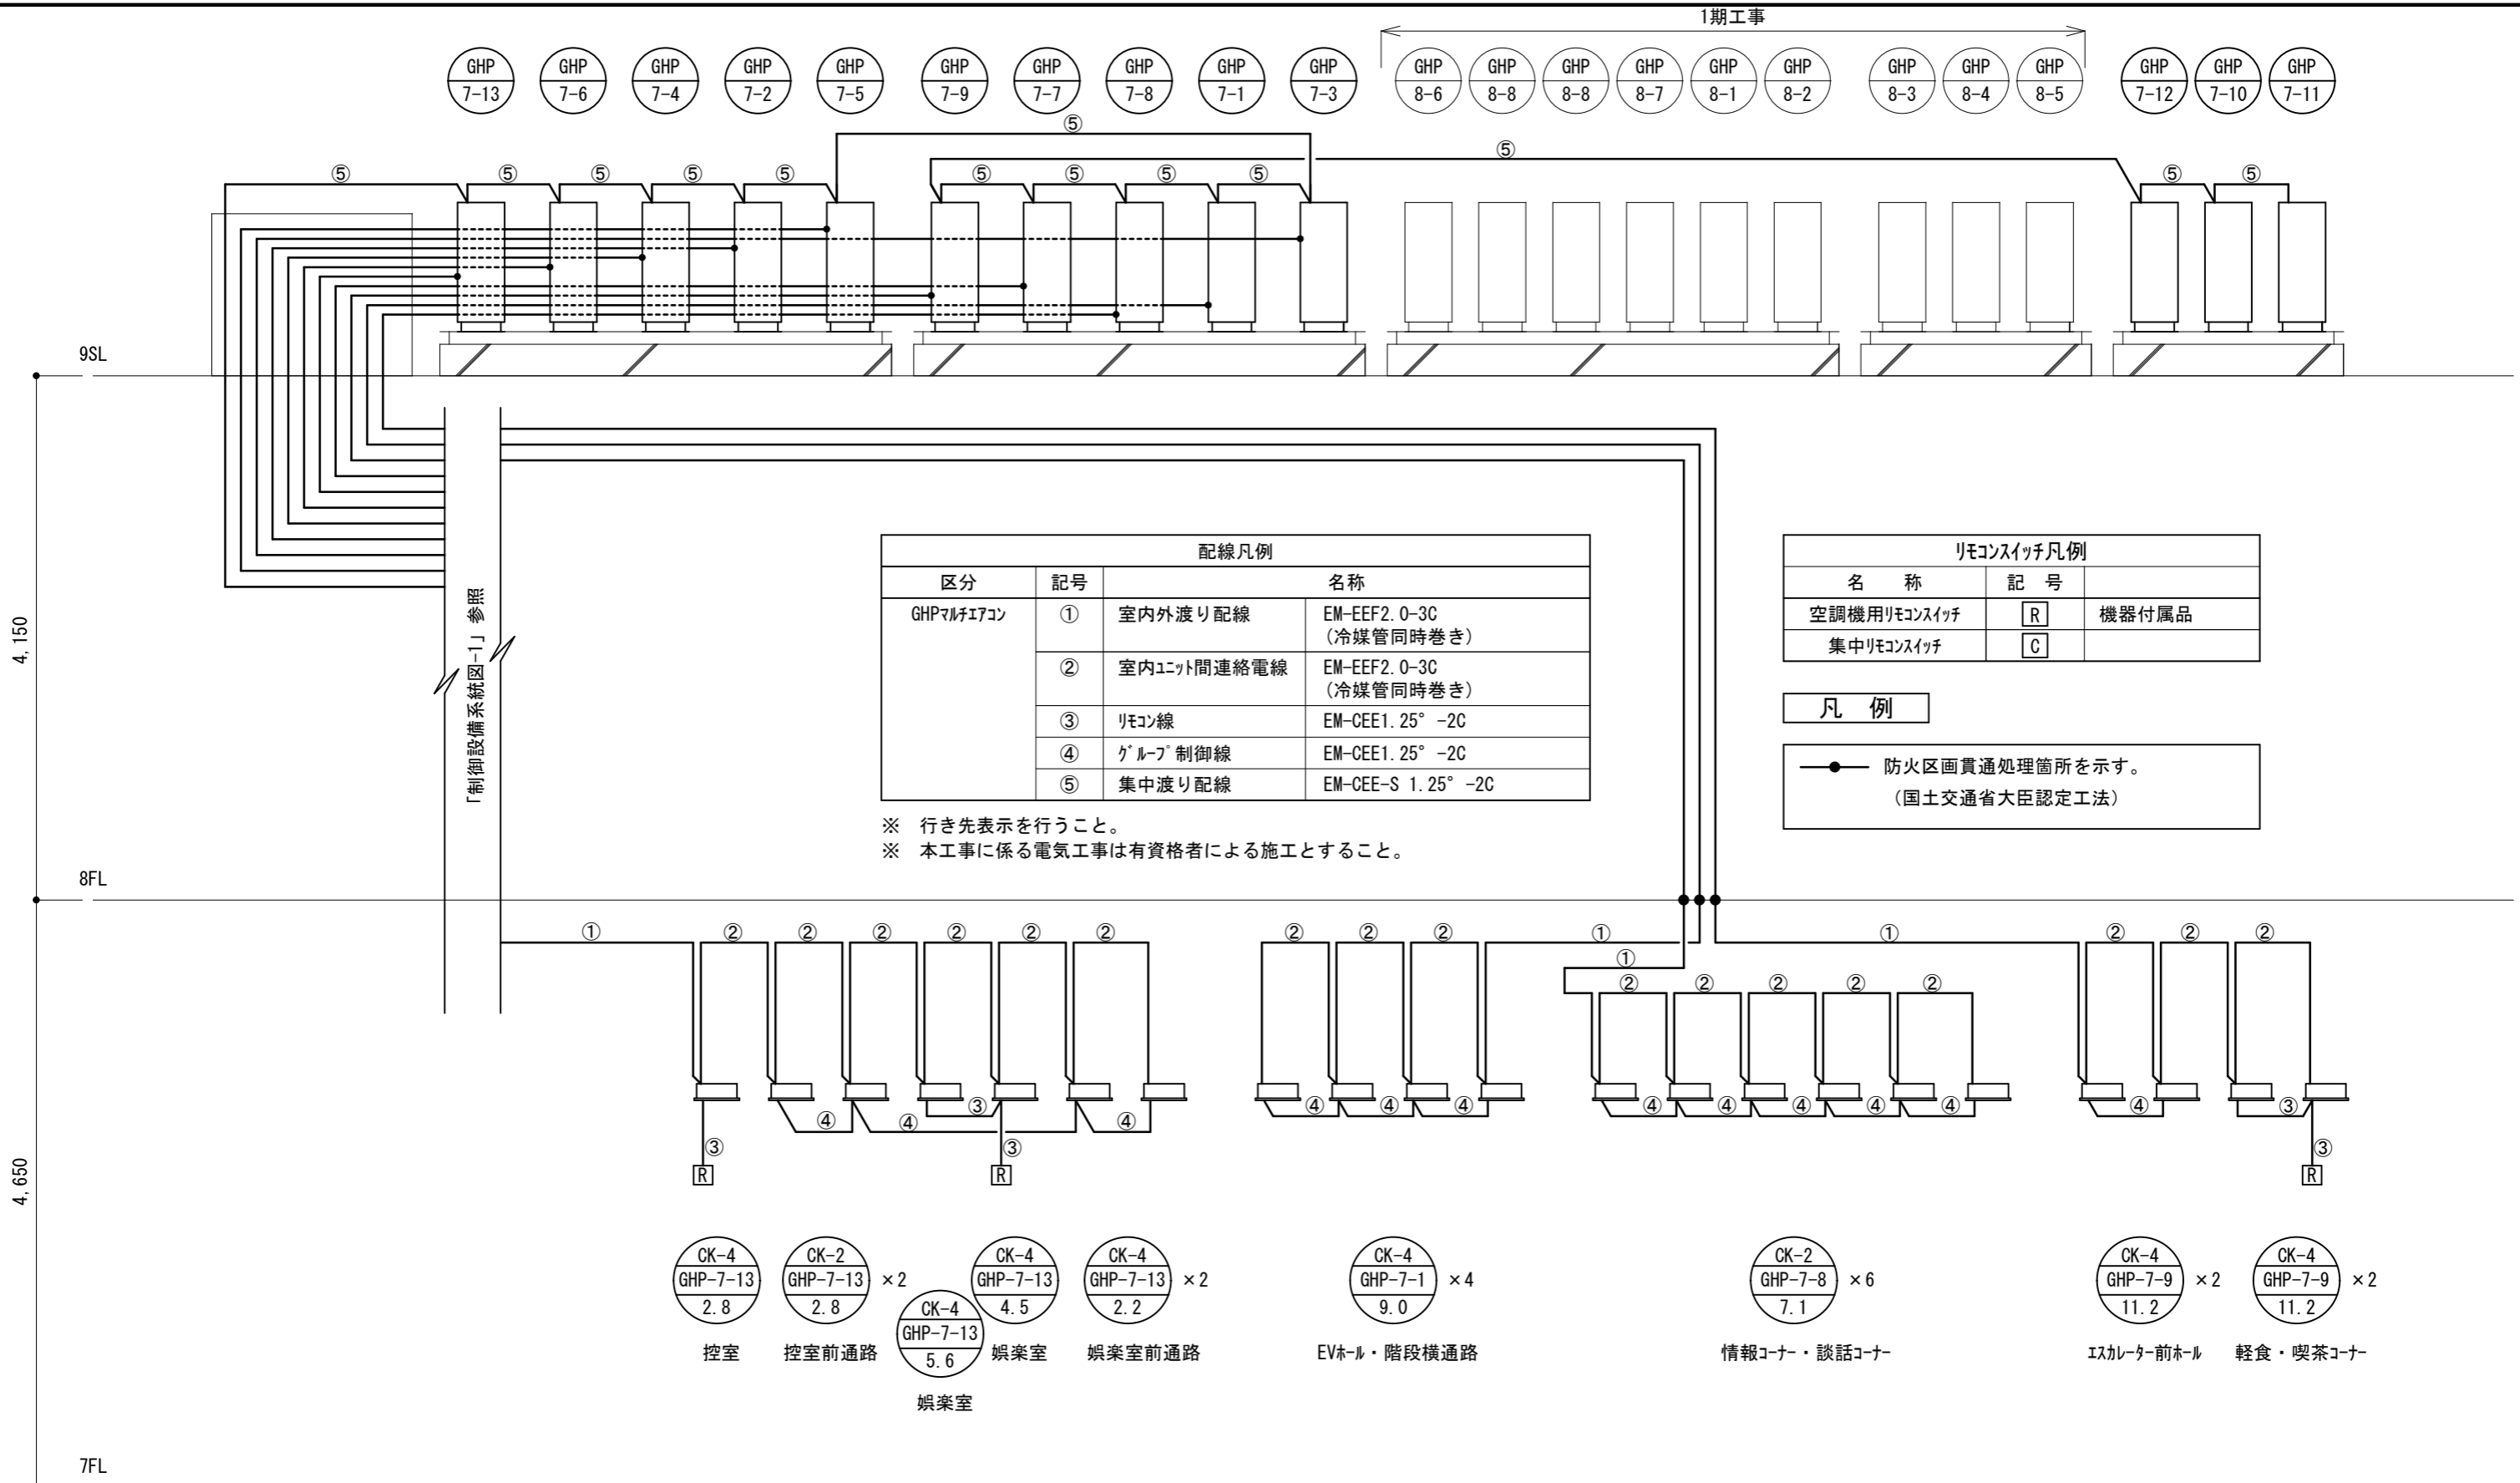 1期工事
GHP GHP GHP GHP GHP GHP GHP GHP GHP GHP GHP GHP GHP GHP GHP GHP GHP GHP GHP GHP GHP GHP
7-13 7-6 7-4 7-2 7-5 7-9 7-7 7-8 7-1 7-3 8-6 8-8 8-8 8-7 8-1 8-2 8-3 8-4 8-5 7-12 7-10 7-11
⑤
⑤
⑤ ⑤ ⑤ ⑤ ⑤ ⑤ ⑤ ⑤ ⑤ ⑤ ⑤
9SL
4,150
「制御設備系統図-1」参照
配線凡例
区分 記号 名称
GHPマルチエアコン ① 室内外渡り配線 EM-EEF2.0-3C
(冷媒管同時巻き)
② 室内ユニット間連絡電線 EM-EEF2.0-3C
(冷媒管同時巻き)
③ リモコン線 EM-CEE1.25°-2C
④ グループ制御線 EM-CEE1.25°-2C
⑤ 集中渡り配線 EM-CEE-S 1.25°-2C
※ 行き先表示を行うこと。
※ 本工事に係る電気工事は有資格者による施工とすること。
リモコンスイッチ凡例
名 称 記 号
空調機用リモコンスイッチ R 機器付属品
集中リモコンスイッチ C
凡 例
防火区画貫通処理箇所を示す。
(国土交通省大臣認定工法)
8FL
① ② ② ② ② ② ② ② ② ② ① ① ② ② ②
①
② ② ② ② ②
③ ④ ④ ④ ④ ④ ④ ④ ④ ④ ③
④ ④ ④
③ ③ ③
R R R
4,650
CK-4 CK-2 CK-4 CK-4 CK-4 CK-2 CK-4 CK-4
GHP-7-13 GHP-7-13 ×2 GHP-7-13 GHP-7-13 ×2 GHP-7-1 ×4 GHP-7-8 ×6 GHP-7-9 ×2 GHP-7-9 ×2
2.8 2.8 4.5 2.2 9.0 7.1 11.2 11.2
CK-4
GHP-7-13
5.6
控室 控室前通路 娯楽室 娯楽室前通路 EVホール・階段横通路 情報コーナー・談話コーナー エスカレーター前ホール 軽食・喫茶コーナー
娯楽室
7FL